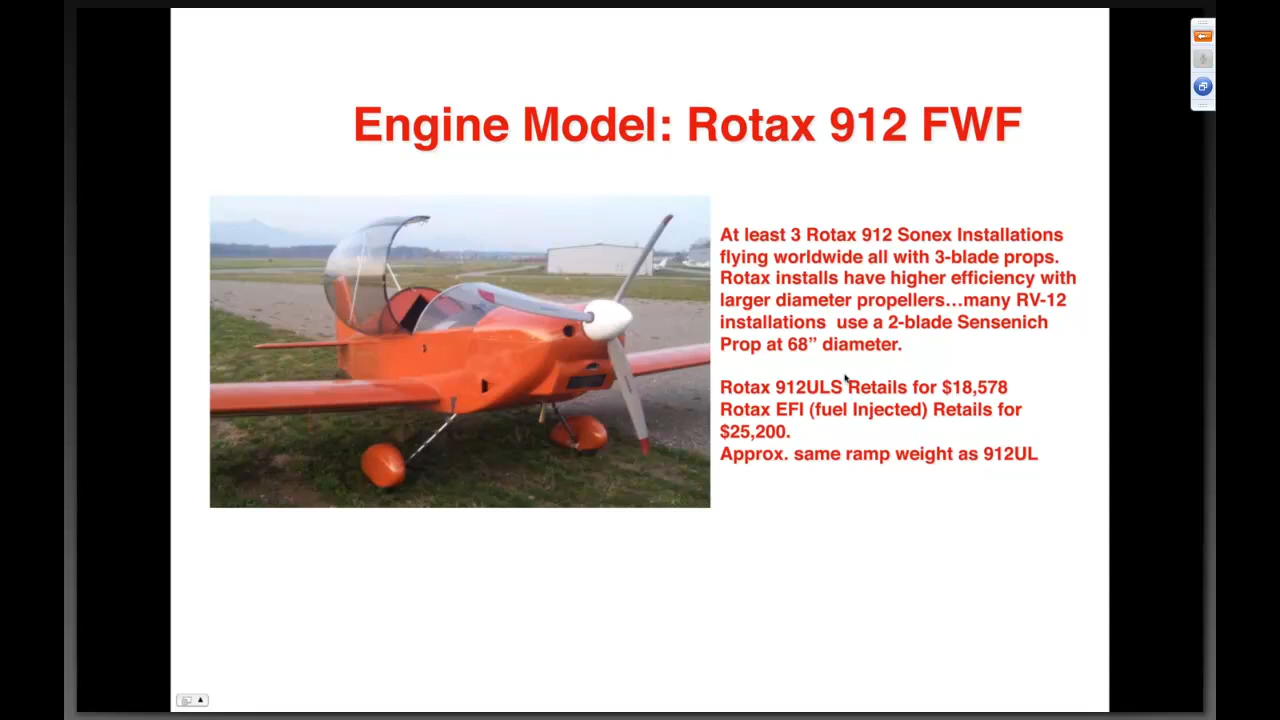 Engine Model: Rotax 912 FWF
At least 3 Rotax 912 Sonex Installations
flying worldwide all with 3-blade props.
Rotax installs have higher efficiency with
larger diameter propellers…many RV-12
installations  use a 2-blade Sensenich
Prop at 68” diameter.
Rotax 912ULS Retails for $18,578
Rotax EFI (fuel Injected) Retails for
$25,200.
Approx. same ramp weight as 912UL